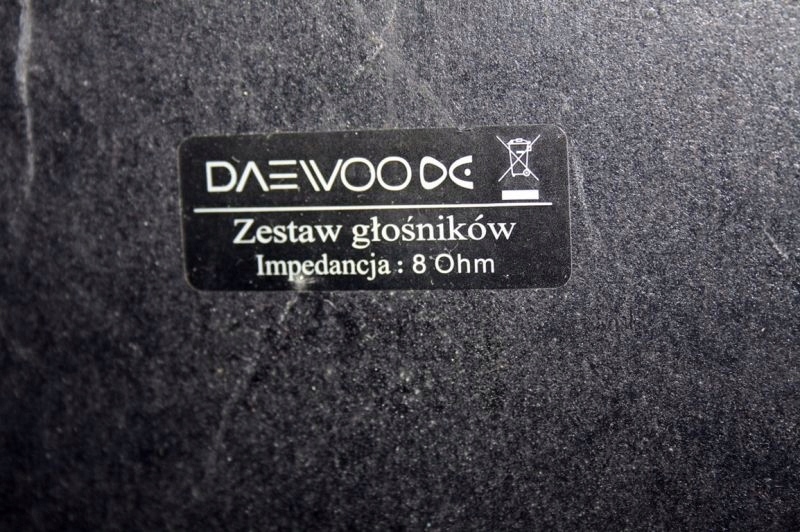 DAEWOO DE
Zestaw głośników
Impedancja : 8 Ohm